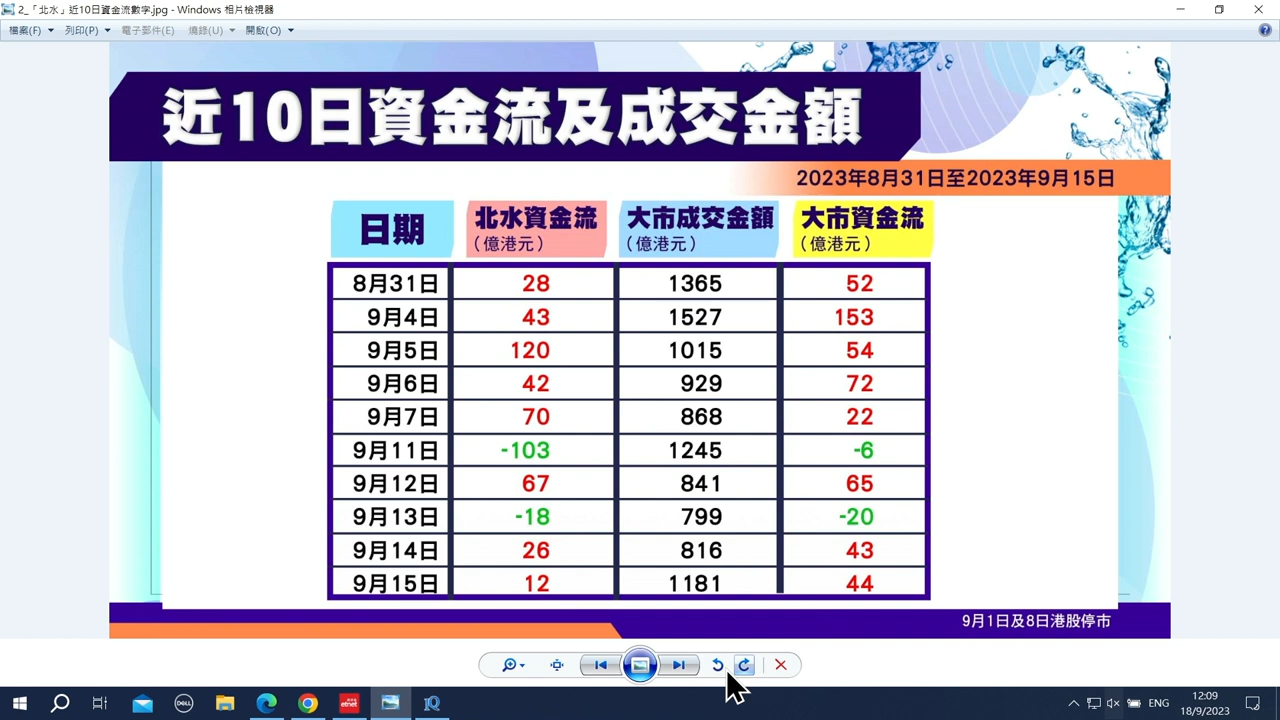 2_「北水」近10日資金流數字.jpg - Windows 相片檢視器
檔案(F) 列印(P) 電子郵件(E) 燒錄(U) 開啟(O)
近10日資金流及成交金額
2023年8月31日至2023年9月15日
日期 北水資金流 大市成交金額 大市資金流
(億港元) (億港元) (億港元)
8月31日 28 1365 52
9月4日 43 1527 153
9月5日 120 1015 54
9月6日 42 929 72
9月7日 70 868 22
9月11日 -103 1245 -6
9月12日 67 841 65
9月13日 -18 799 -20
9月14日 26 816 43
9月15日 12 1181 44
9月1日及8日港股停市
DELL etnet IQ ENG 12:09
18/9/2023